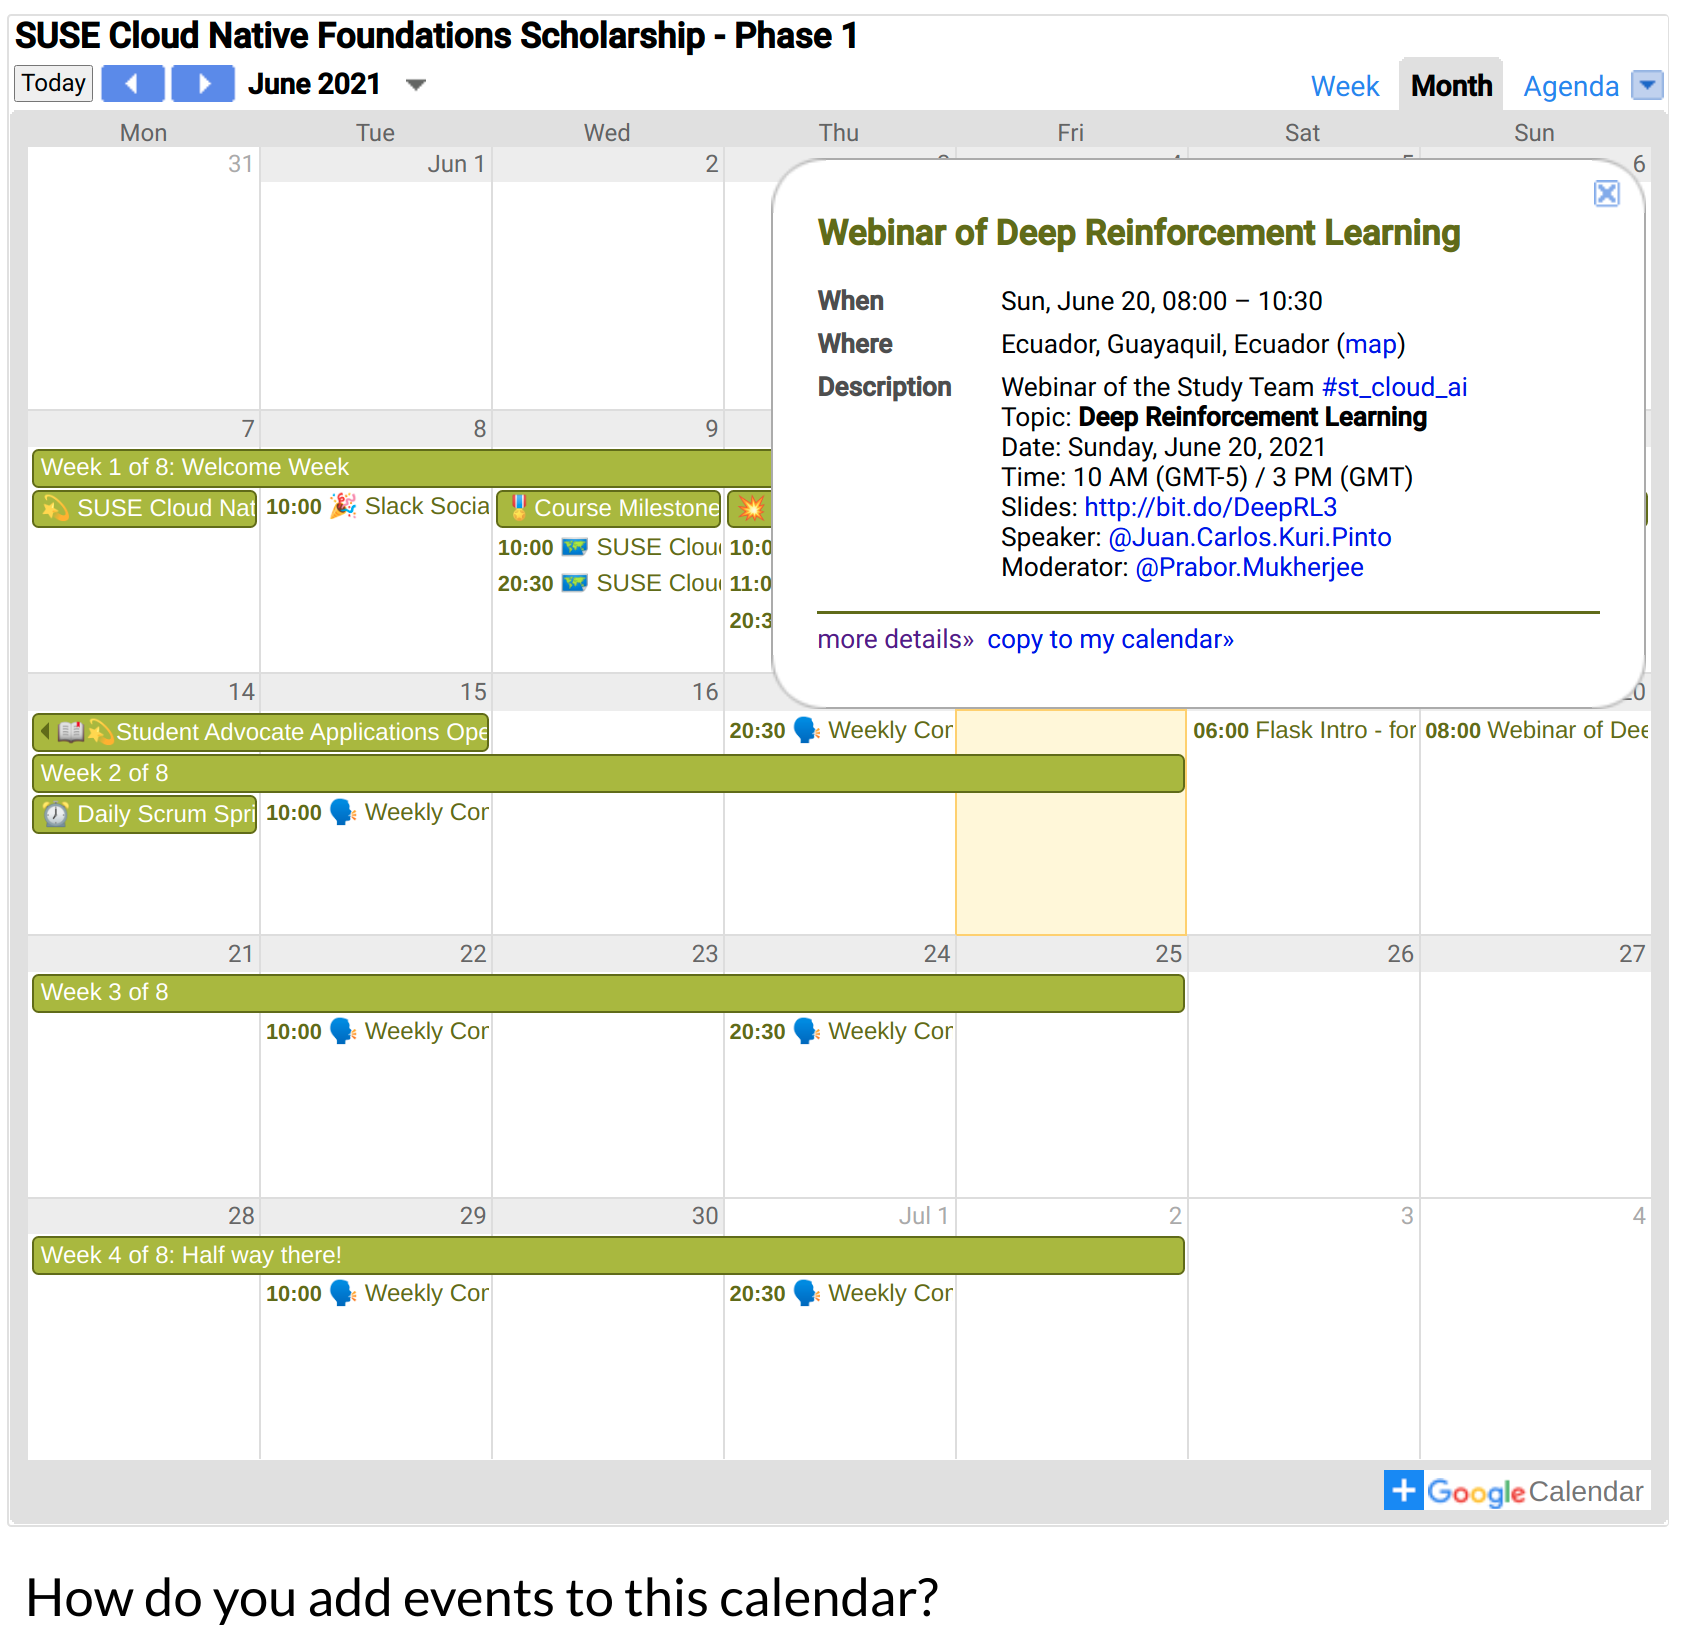 SUSE Cloud Native Foundations Scholarship - Phase 1
Today June 2021 Week Month Agenda
Mon Tue Wed Thu Fri Sat Sun
31 Jun 1 2 6
Webinar of Deep Reinforcement Learning
When Sun, June 20, 08:00 – 10:30
Where Ecuador, Guayaquil, Ecuador (map)
Description Webinar of the Study Team #st_cloud_ai
Topic: Deep Reinforcement Learning
Date: Sunday, June 20, 2021
Time: 10 AM (GMT-5) / 3 PM (GMT)
Slides: http://bit.do/DeepRL3
Speaker: @Juan.Carlos.Kuri.Pinto
Moderator: @Prabor.Mukherjee
more details» copy to my calendar»
7 8 9
Week 1 of 8: Welcome Week
SUSE Cloud Nat 10:00 Slack Socia Course Milestone
10:00 SUSE Clou 10:0
20:30 SUSE Clou 11:0
20:3
14 15 16
Student Advocate Applications Ope 20:30 Weekly Cor 06:00 Flask Intro - for 08:00 Webinar of Dee
Week 2 of 8
Daily Scrum Spri 10:00 Weekly Cor
21 22 23 24 25 26 27
Week 3 of 8
10:00 Weekly Cor 20:30 Weekly Cor
28 29 30 Jul 1 2 3 4
Week 4 of 8: Half way there!
10:00 Weekly Cor 20:30 Weekly Cor
Google Calendar
How do you add events to this calendar?